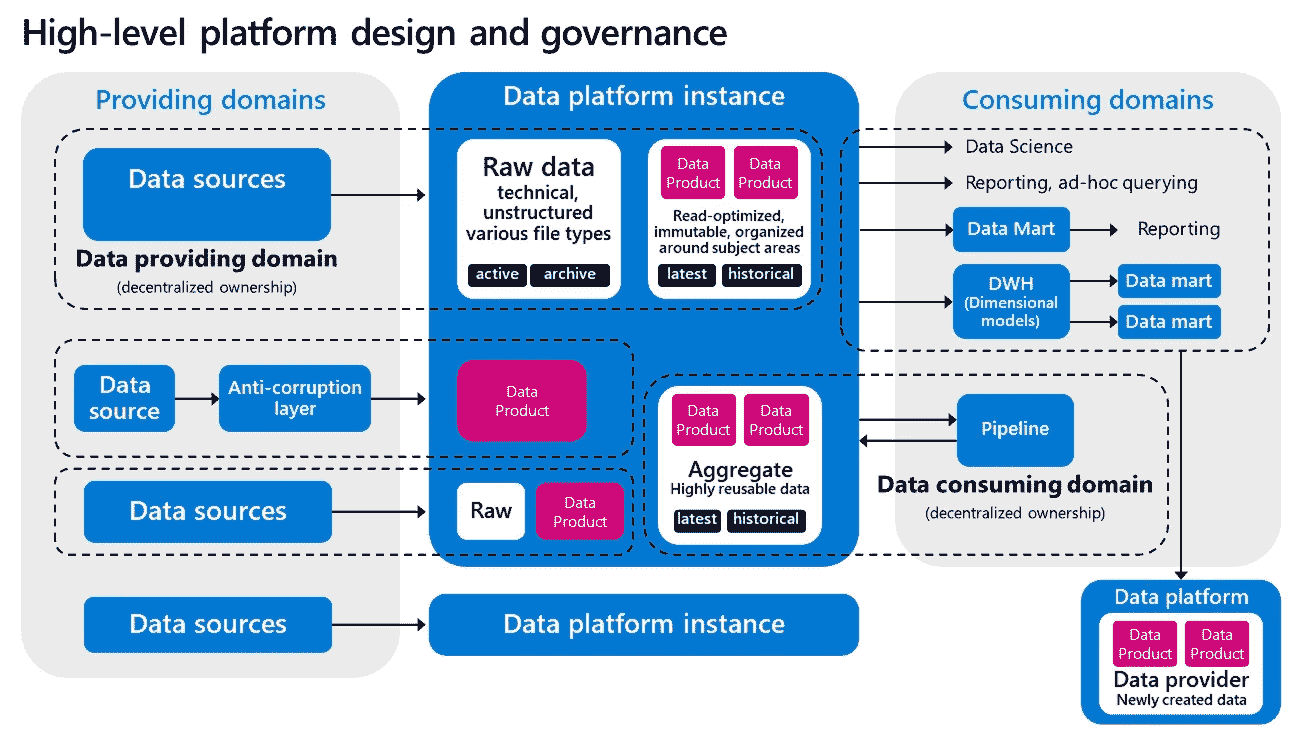 High-level platform design and governance
Providing domains
Data sources
Data providing domain
(decentralized ownership)
Data
source
Anti-corruption
layer
Data sources
Data sources
Data platform instance
Raw data
technical,
unstructured
various file types
active
archive
Data
Product
Data
Product
Read-optimized,
immutable, organized
around subject areas
latest
historical
Data
Product
Raw
Data
Product
Data
Product
Data
Product
Aggregate
Highly reusable data
latest
historical
Data platform instance
Consuming domains
Data Science
Reporting, ad-hoc querying
Data Mart
Reporting
DWH
(Dimensional
models)
Data mart
Data mart
Pipeline
Data consuming domain
(decentralized ownership)
Data platform
Data
Product
Data
Product
Data provider
Newly created data